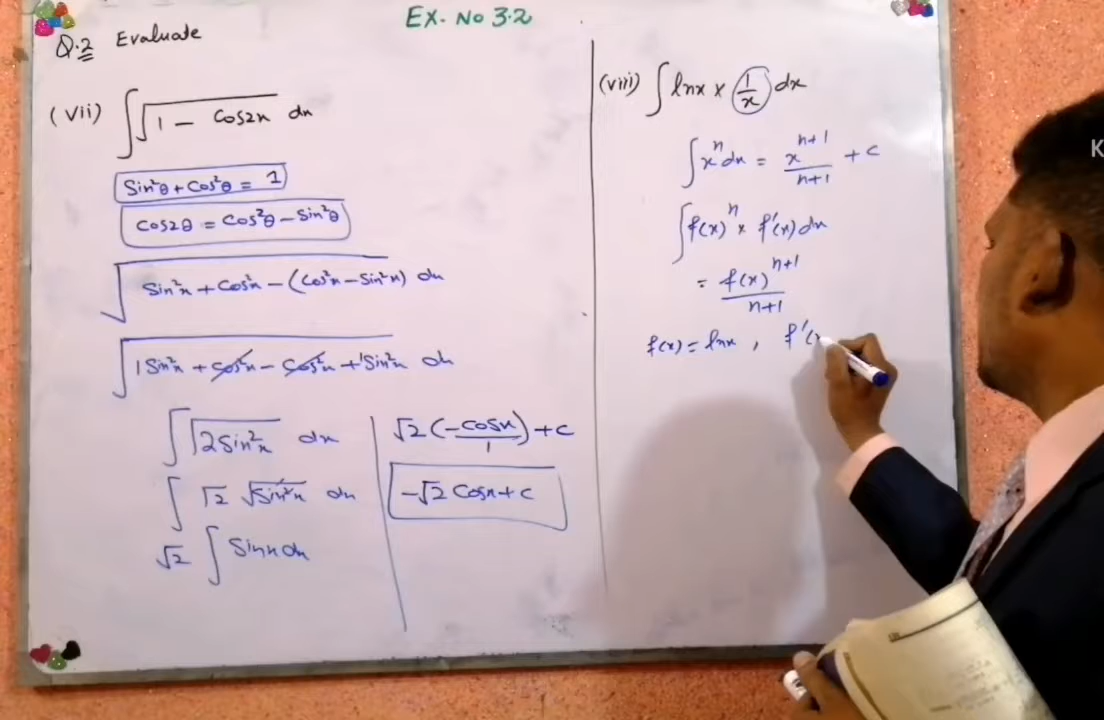 EX. No 3.2
Q.2 Evaluate
(vii) ∫√(1 - Cos2x) dx
Sin²θ + Cos²θ = 1
Cos2θ = Cos²θ - Sin²θ
√(Sin²x + Cos²x - (Cos²x - Sin²x)) dx
√(1Sin²x + Cos²x - Cos²x + 1Sin²x) dx
∫√(2Sin²x) dx
∫ √2 √(Sin²x) dx
√2 ∫ Sinx dx
√2 (-Cosx/1) + c
-√2 Cosx + c
(viii) ∫ lnx × (1/x) dx
∫xⁿ dx = xⁿ⁺¹/n+1 + c
∫f(x)ⁿ × f'(x) dx
= f(x)ⁿ⁺¹/n+1
f(x) = lnx , f'(x
K